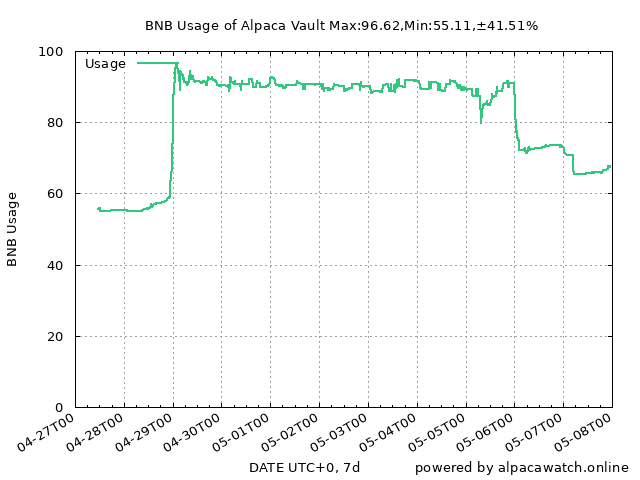 BNB Usage of Alpaca Vault Max:96.62,Min:55.11,±41.51%
Usage
100
80
60
40
20
0
BNB Usage
04-27T00
04-28T00
04-29T00
04-30T00
05-01T00
05-02T00
05-03T00
05-04T00
05-05T00
05-06T00
05-07T00
05-08T00
DATE UTC+0, 7d
powered by alpacawatch.online